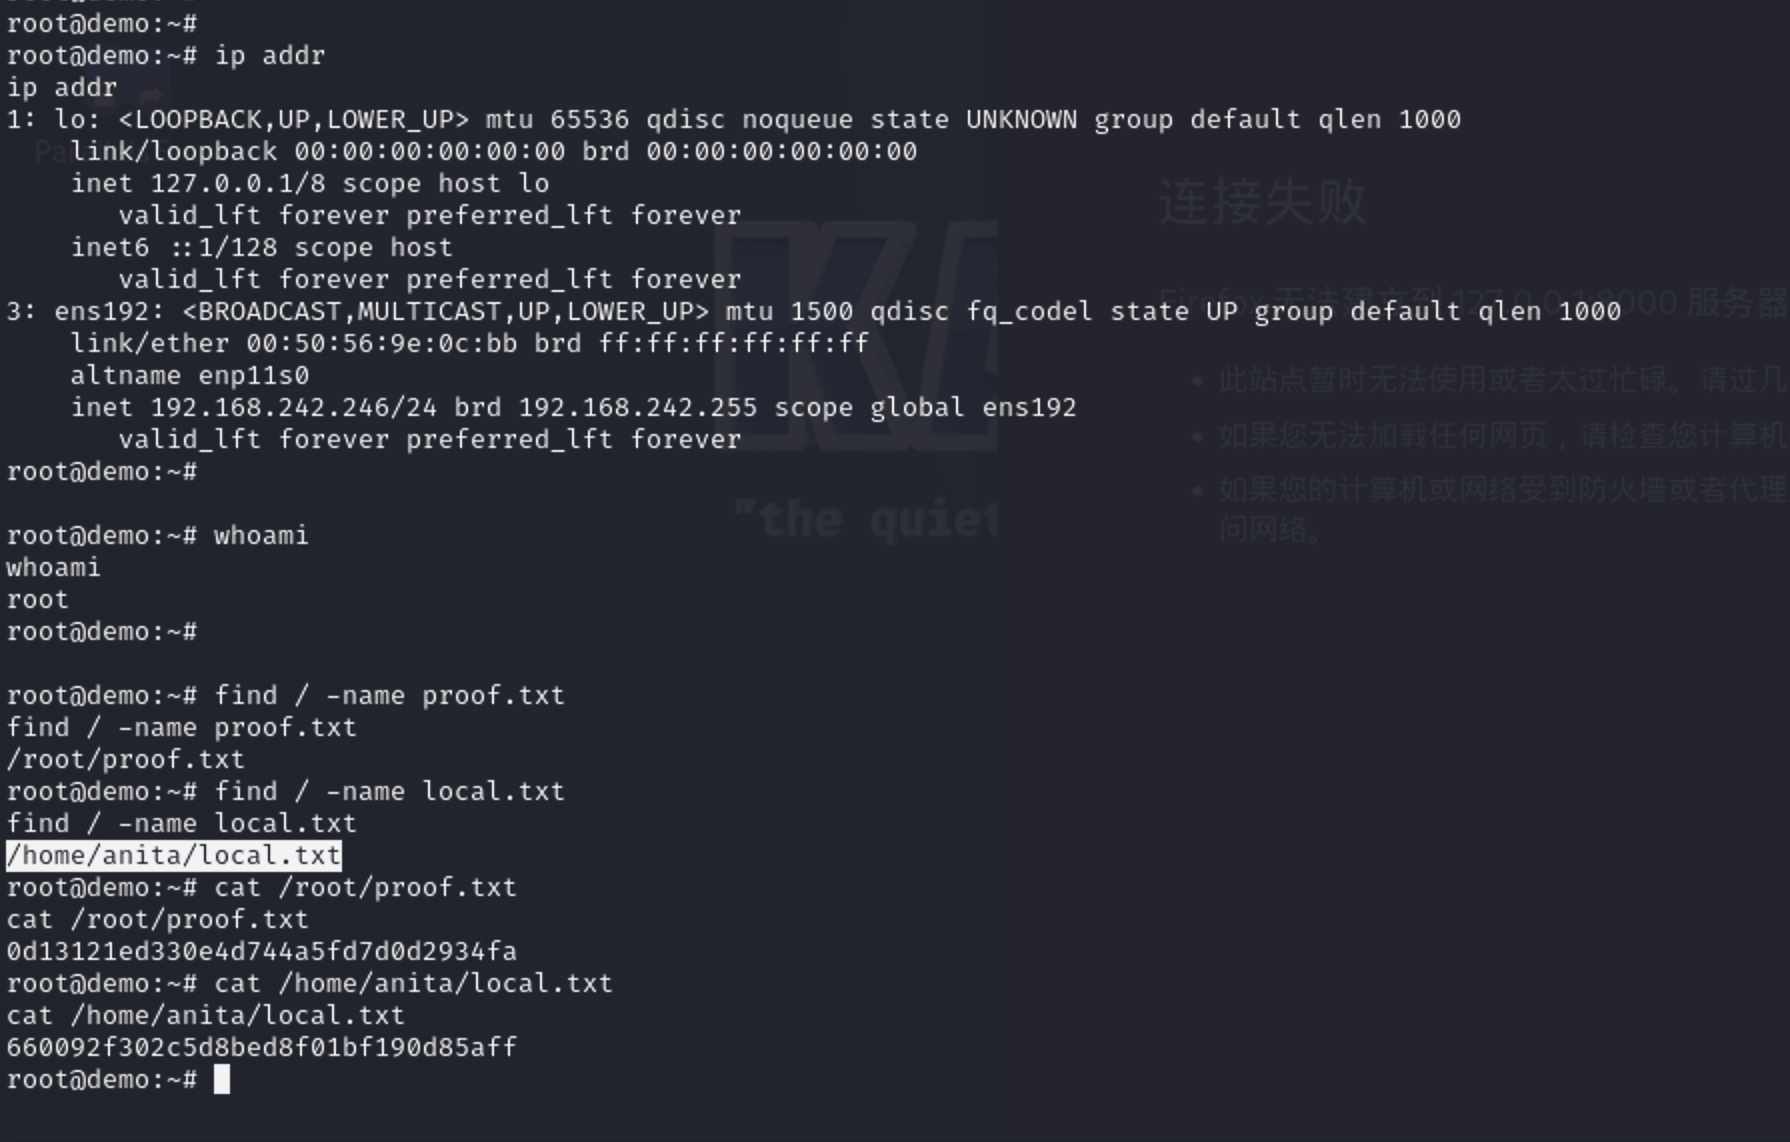 root@demo:~#
root@demo:~# ip addr
ip addr
1: lo: <LOOPBACK,UP,LOWER_UP> mtu 65536 qdisc noqueue state UNKNOWN group default qlen 1000
    link/loopback 00:00:00:00:00:00 brd 00:00:00:00:00:00
    inet 127.0.0.1/8 scope host lo
       valid_lft forever preferred_lft forever
    inet6 ::1/128 scope host
       valid_lft forever preferred_lft forever
3: ens192: <BROADCAST,MULTICAST,UP,LOWER_UP> mtu 1500 qdisc fq_codel state UP group default qlen 1000
    link/ether 00:50:56:9e:0c:bb brd ff:ff:ff:ff:ff:ff
    altname enp11s0
    inet 192.168.242.246/24 brd 192.168.242.255 scope global ens192
       valid_lft forever preferred_lft forever
root@demo:~#
root@demo:~# whoami
whoami
root
root@demo:~#
root@demo:~# find / -name proof.txt
find / -name proof.txt
/root/proof.txt
root@demo:~# find / -name local.txt
find / -name local.txt
/home/anita/local.txt
root@demo:~# cat /root/proof.txt
cat /root/proof.txt
0d13121ed330e4d744a5fd7d0d2934fa
root@demo:~# cat /home/anita/local.txt
cat /home/anita/local.txt
660092f302c5d8bed8f01bf190d85aff
root@demo:~#
连接失败
Firefox 无法建立到 127.0.0.1:8000 服务器
• 此站点暂时无法使用或者太过忙碌。请过几
• 如果您无法加载任何网页，请检查您计算机
• 如果您的计算机或网络受到防火墙或者代理
问网络。
KA
"the quiet